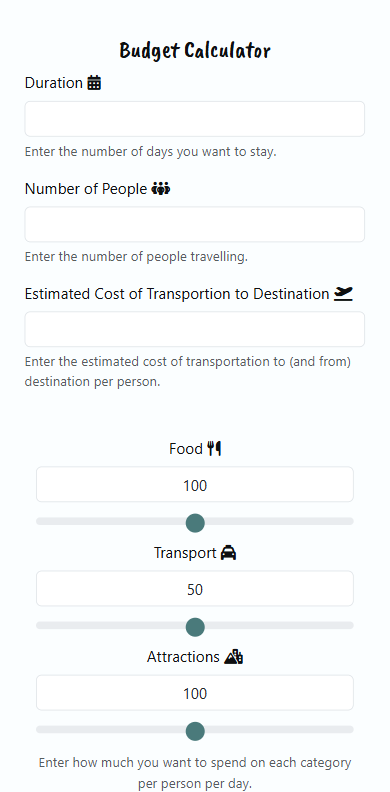 Budget Calculator
Duration
Enter the number of days you want to stay.
Number of People
Enter the number of people travelling.
Estimated Cost of Transportion to Destination
Enter the estimated cost of transportation to (and from)
destination per person.
Food
100
Transport
50
Attractions
100
Enter how much you want to spend on each category
per person per day.